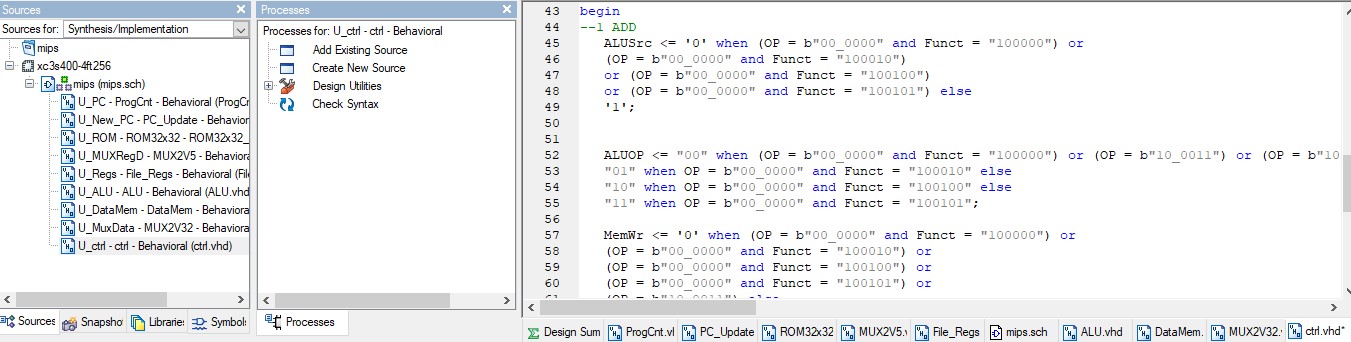 Sources
Sources for: Synthesis/Implementation
mips
xc3s400-4ft256
mips (mips.sch)
U_PC - ProgCnt - Behavioral (ProgCr
U_New_PC - PC_Update - Behavioral
U_ROM - ROM32x32 - ROM32x32_
U_MUXRegD - MUX2V5 - Behaviora
U_Regs - File_Regs - Behavioral (File
U_ALU - ALU - Behavioral (ALU.vhd
U_DataMem - DataMem - Behaviora
U_MuxData - MUX2V32 - Behaviora
U_ctrl - ctrl - Behavioral (ctrl.vhd)
Sources
Snapshot
Libraries
Symbols
Processes
Processes for: U_ctrl - ctrl - Behavioral
Add Existing Source
Create New Source
Design Utilities
Check Syntax
Processes
43 begin
44 --1 ADD
45 ALUSrc <= '0' when (OP = b"00_0000" and Funct = "100000") or
46 (OP = b"00_0000" and Funct = "100010")
47 or (OP = b"00_0000" and Funct = "100100")
48 or (OP = b"00_0000" and Funct = "100101") else
49 '1';
50
51
52 ALUOP <= "00" when (OP = b"00_0000" and Funct = "100000") or (OP = b"10_0011") or (OP = b"10
53 "01" when OP = b"00_0000" and Funct = "100010" else
54 "10" when OP = b"00_0000" and Funct = "100100" else
55 "11" when OP = b"00_0000" and Funct = "100101";
56
57 MemWr <= '0' when (OP = b"00_0000" and Funct = "100000") or
58 (OP = b"00_0000" and Funct = "100010") or
59 (OP = b"00_0000" and Funct = "100100") or
60 (OP = b"00_0000" and Funct = "100101") or
61 (OP = b"10_0011") else
Design Sum
ProgCnt.vl
PC_Update
ROM32x32
MUX2V5.v
File_Regs
mips.sch
ALU.vhd
DataMem.
MUX2V32.
ctrl.vhd*